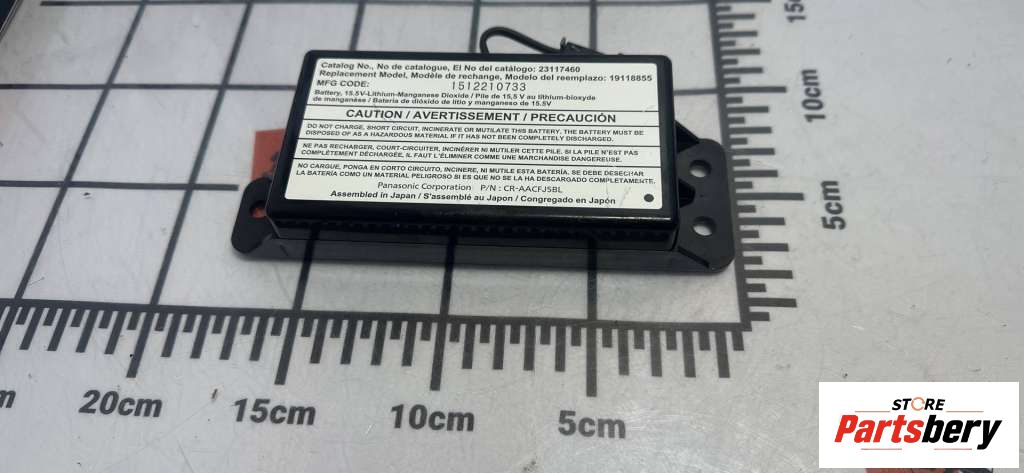 Catalog No., No de catalogue, El No del catálogo: 23117460
Replacement Model, Modèle de rechange, Modelo del reemplazo: 19118855
MFG CODE: 1512210733
Battery, 15.5V-Lithium-Manganese Dioxide / Pile de 15,5 V au lithium-bioxyde
de manganèse / Bateria de dióxido de litio y manganeso de 15.5V
CAUTION / AVERTISSEMENT / PRECAUCIÓN
DO NOT CHARGE, SHORT CIRCUIT, INCINERATE OR MUTILATE THIS BATTERY. THE BATTERY MUST BE
DISPOSED OF AS A HAZARDOUS MATERIAL IF IT HAS NOT BEEN COMPLETELY DISCHARGED.
NE PAS RECHARGER, COURT-CIRCUITER, INCINÉRER NI MUTILER CETTE PILE. SI LA PILE N'EST PAS
COMPLÈTEMENT DÉCHARGÉE, IL FAUT L'ÉLIMINER COMME UNE MARCHANDISE DANGEREUSE.
NO CARGUE, PONGA EN CORTO CIRCUITO, INCINERE, NI MUTILE ESTA BATERÍA. SE DEBE DESECHAR
LA BATERÍA COMO UN MATERIAL PELIGROSO SI ES QUE NO SE LA HA DESCARGADO COMPLETAMENTE.
Panasonic Corporation P/N : CR-AACFJ5BL
Assembled in Japan / S'assemblé au Japon / Congregado en Japón
15cm
10cm
5cm
20cm
15cm
10cm
5cm
STORE
Partsbery